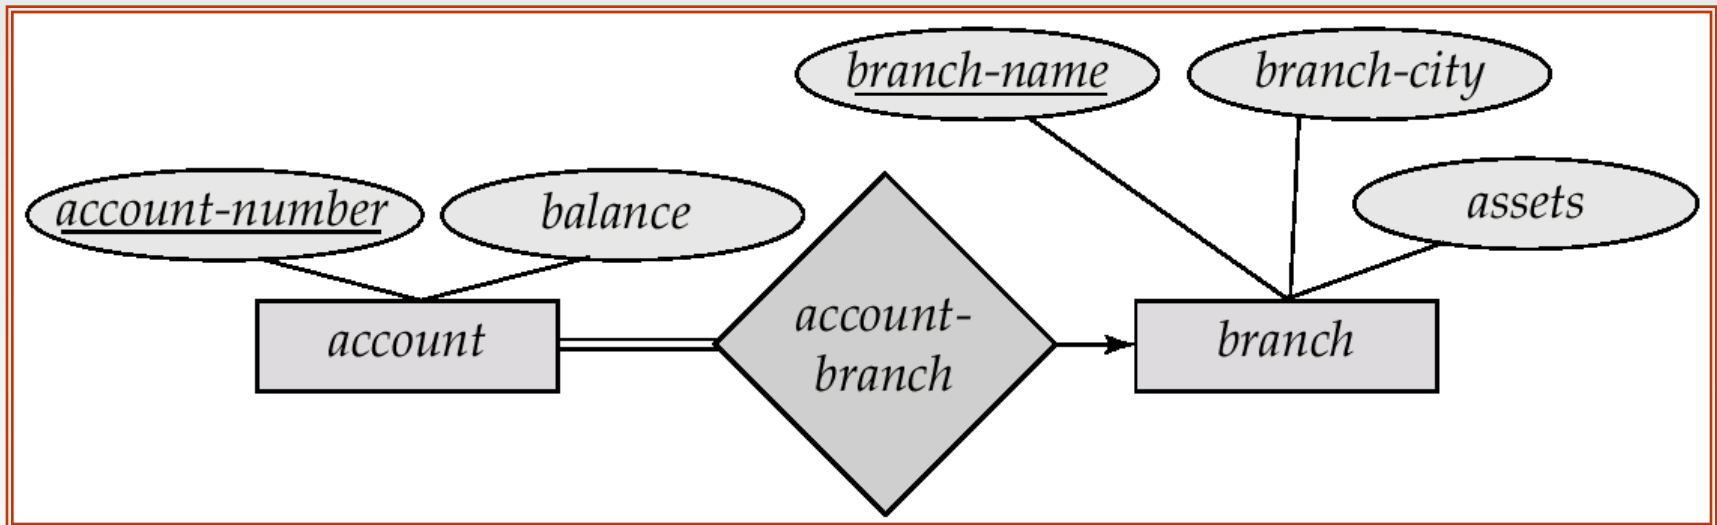 branch-name
branch-city
account-number
balance
assets
account
account-
branch
branch